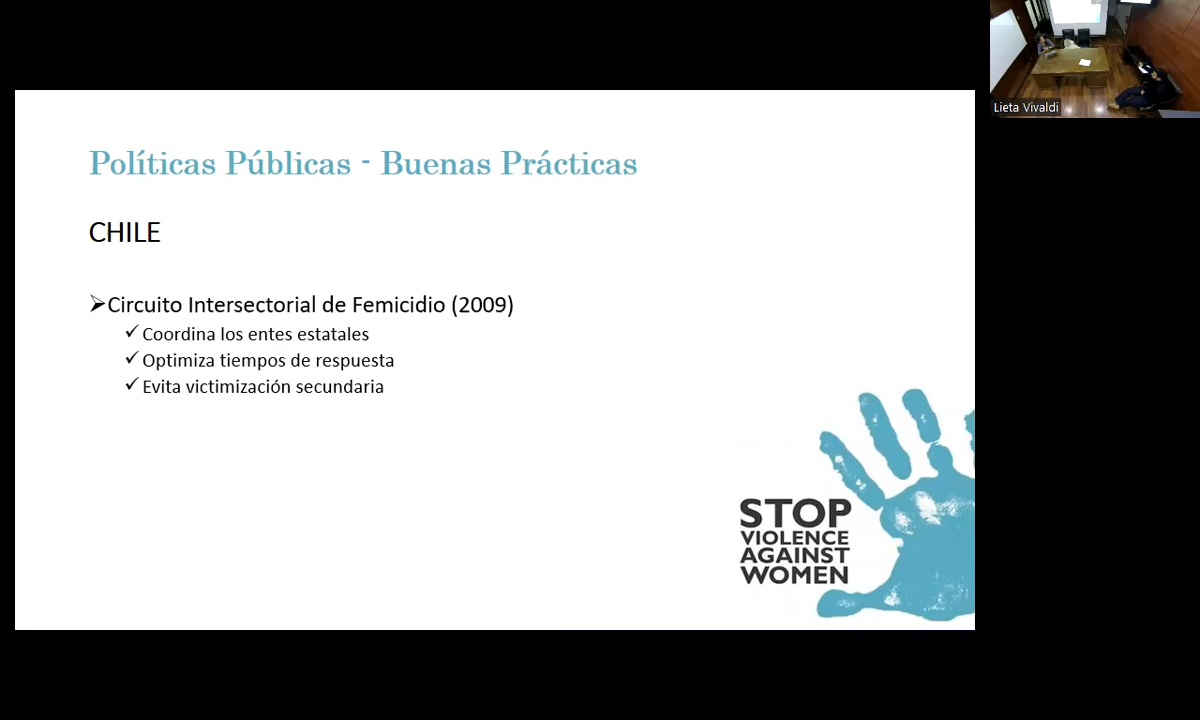 Lieta Vivaldi
Políticas Públicas - Buenas Prácticas
CHILE
➢Circuito Intersectorial de Femicidio (2009)
✓Coordina los entes estatales
✓Optimiza tiempos de respuesta
✓Evita victimización secundaria
STOP
VIOLENCE
AGAINST
WOMEN